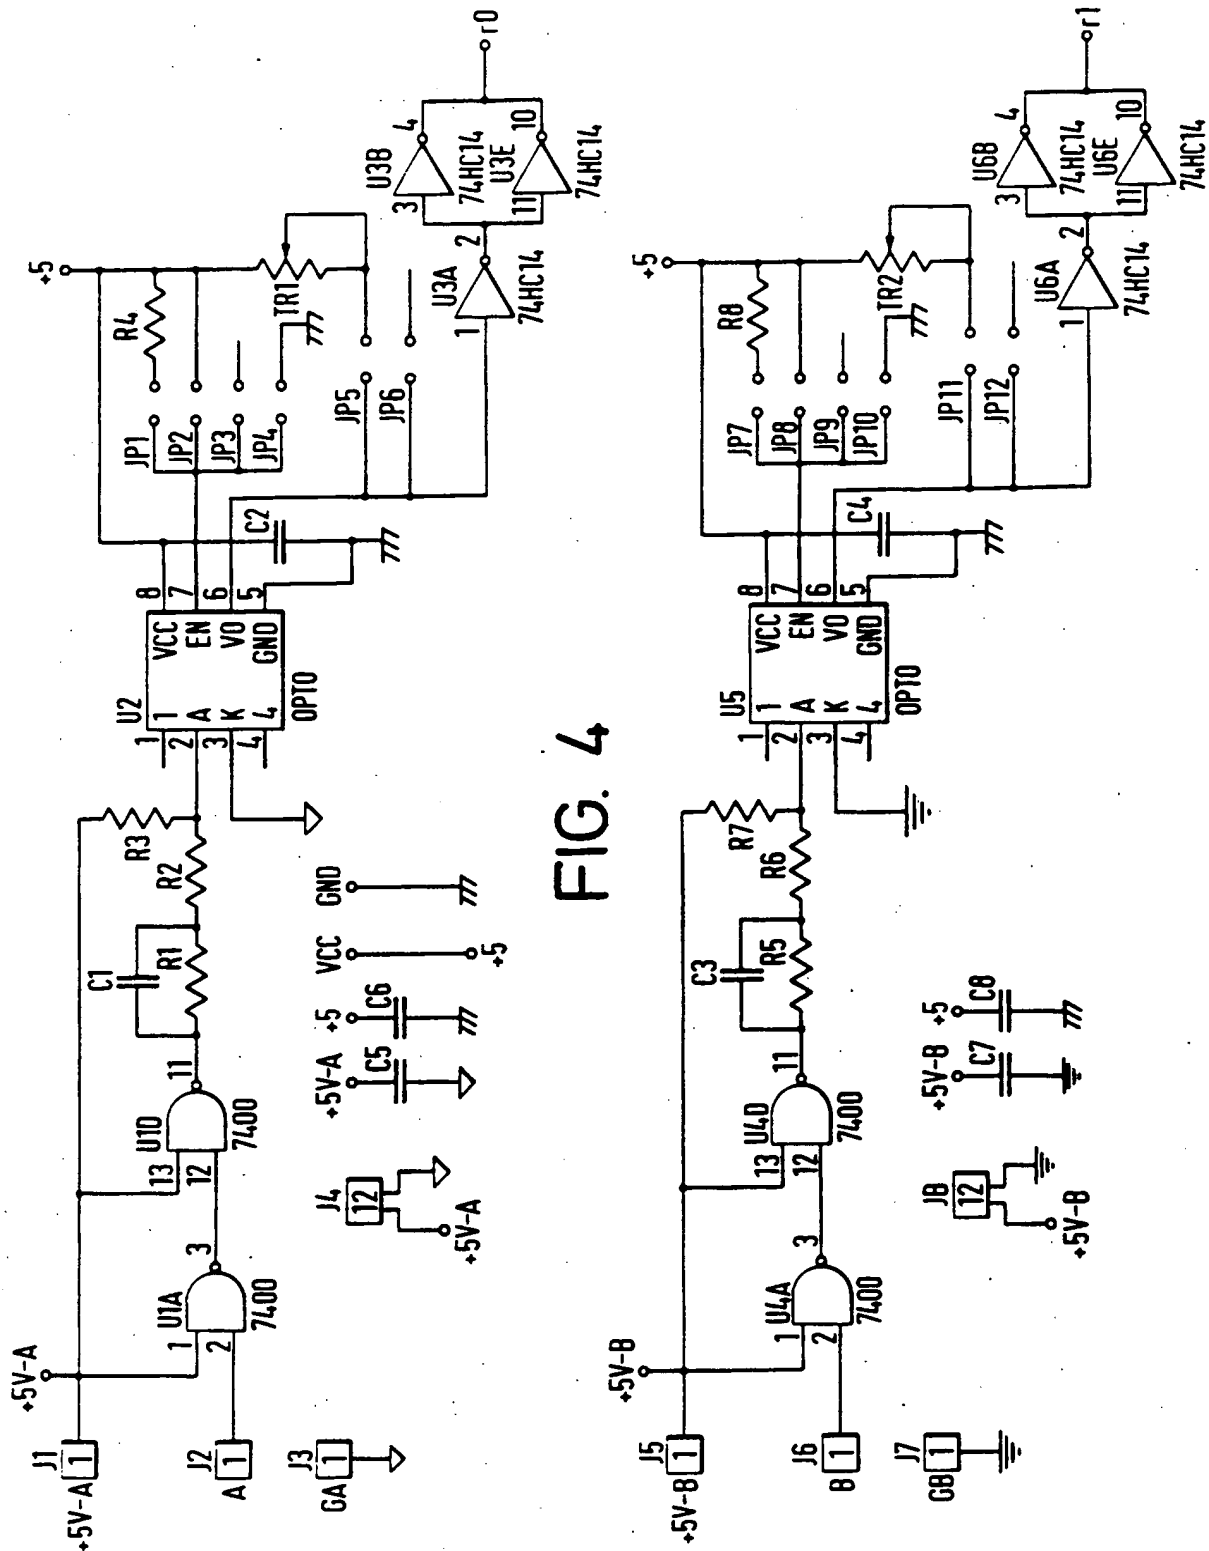 J1
+5V-A 1
+5V-A
J2
A 1
J3
GA 1
1
2
U1A
7400
3
13
12
U1D
7400
11
C1
R1
R2
R3
J4
12
+5V-A
+5V-A
C5
+5
C6
VCC
+5
GND
U2
1
2
3
4
1
A
K
4
VCC
EN
VO
GND
OPTO
8
7
6
5
C2
JP1
JP2
JP3
JP4
JP5
JP6
R4
+5
TR1
1
U3A
2
74HC14
3
U3B
4
74HC14
11
U3E
10
74HC14
r0
FIG. 4
J5
+5V-B 1
+5V-B
J6
B 1
J7
GB 1
1
2
U4A
7400
3
13
12
U4D
7400
11
C3
R5
R6
R7
J8
12
+5V-B
+5V-B
C7
+5
C8
U5
1
2
3
4
1
A
K
4
VCC
EN
VO
GND
OPTO
8
7
6
5
C4
JP7
JP8
JP9
JP10
JP11
JP12
R8
+5
TR2
1
U6A
2
74HC14
3
U6B
4
74HC14
11
U6E
10
74HC14
r1